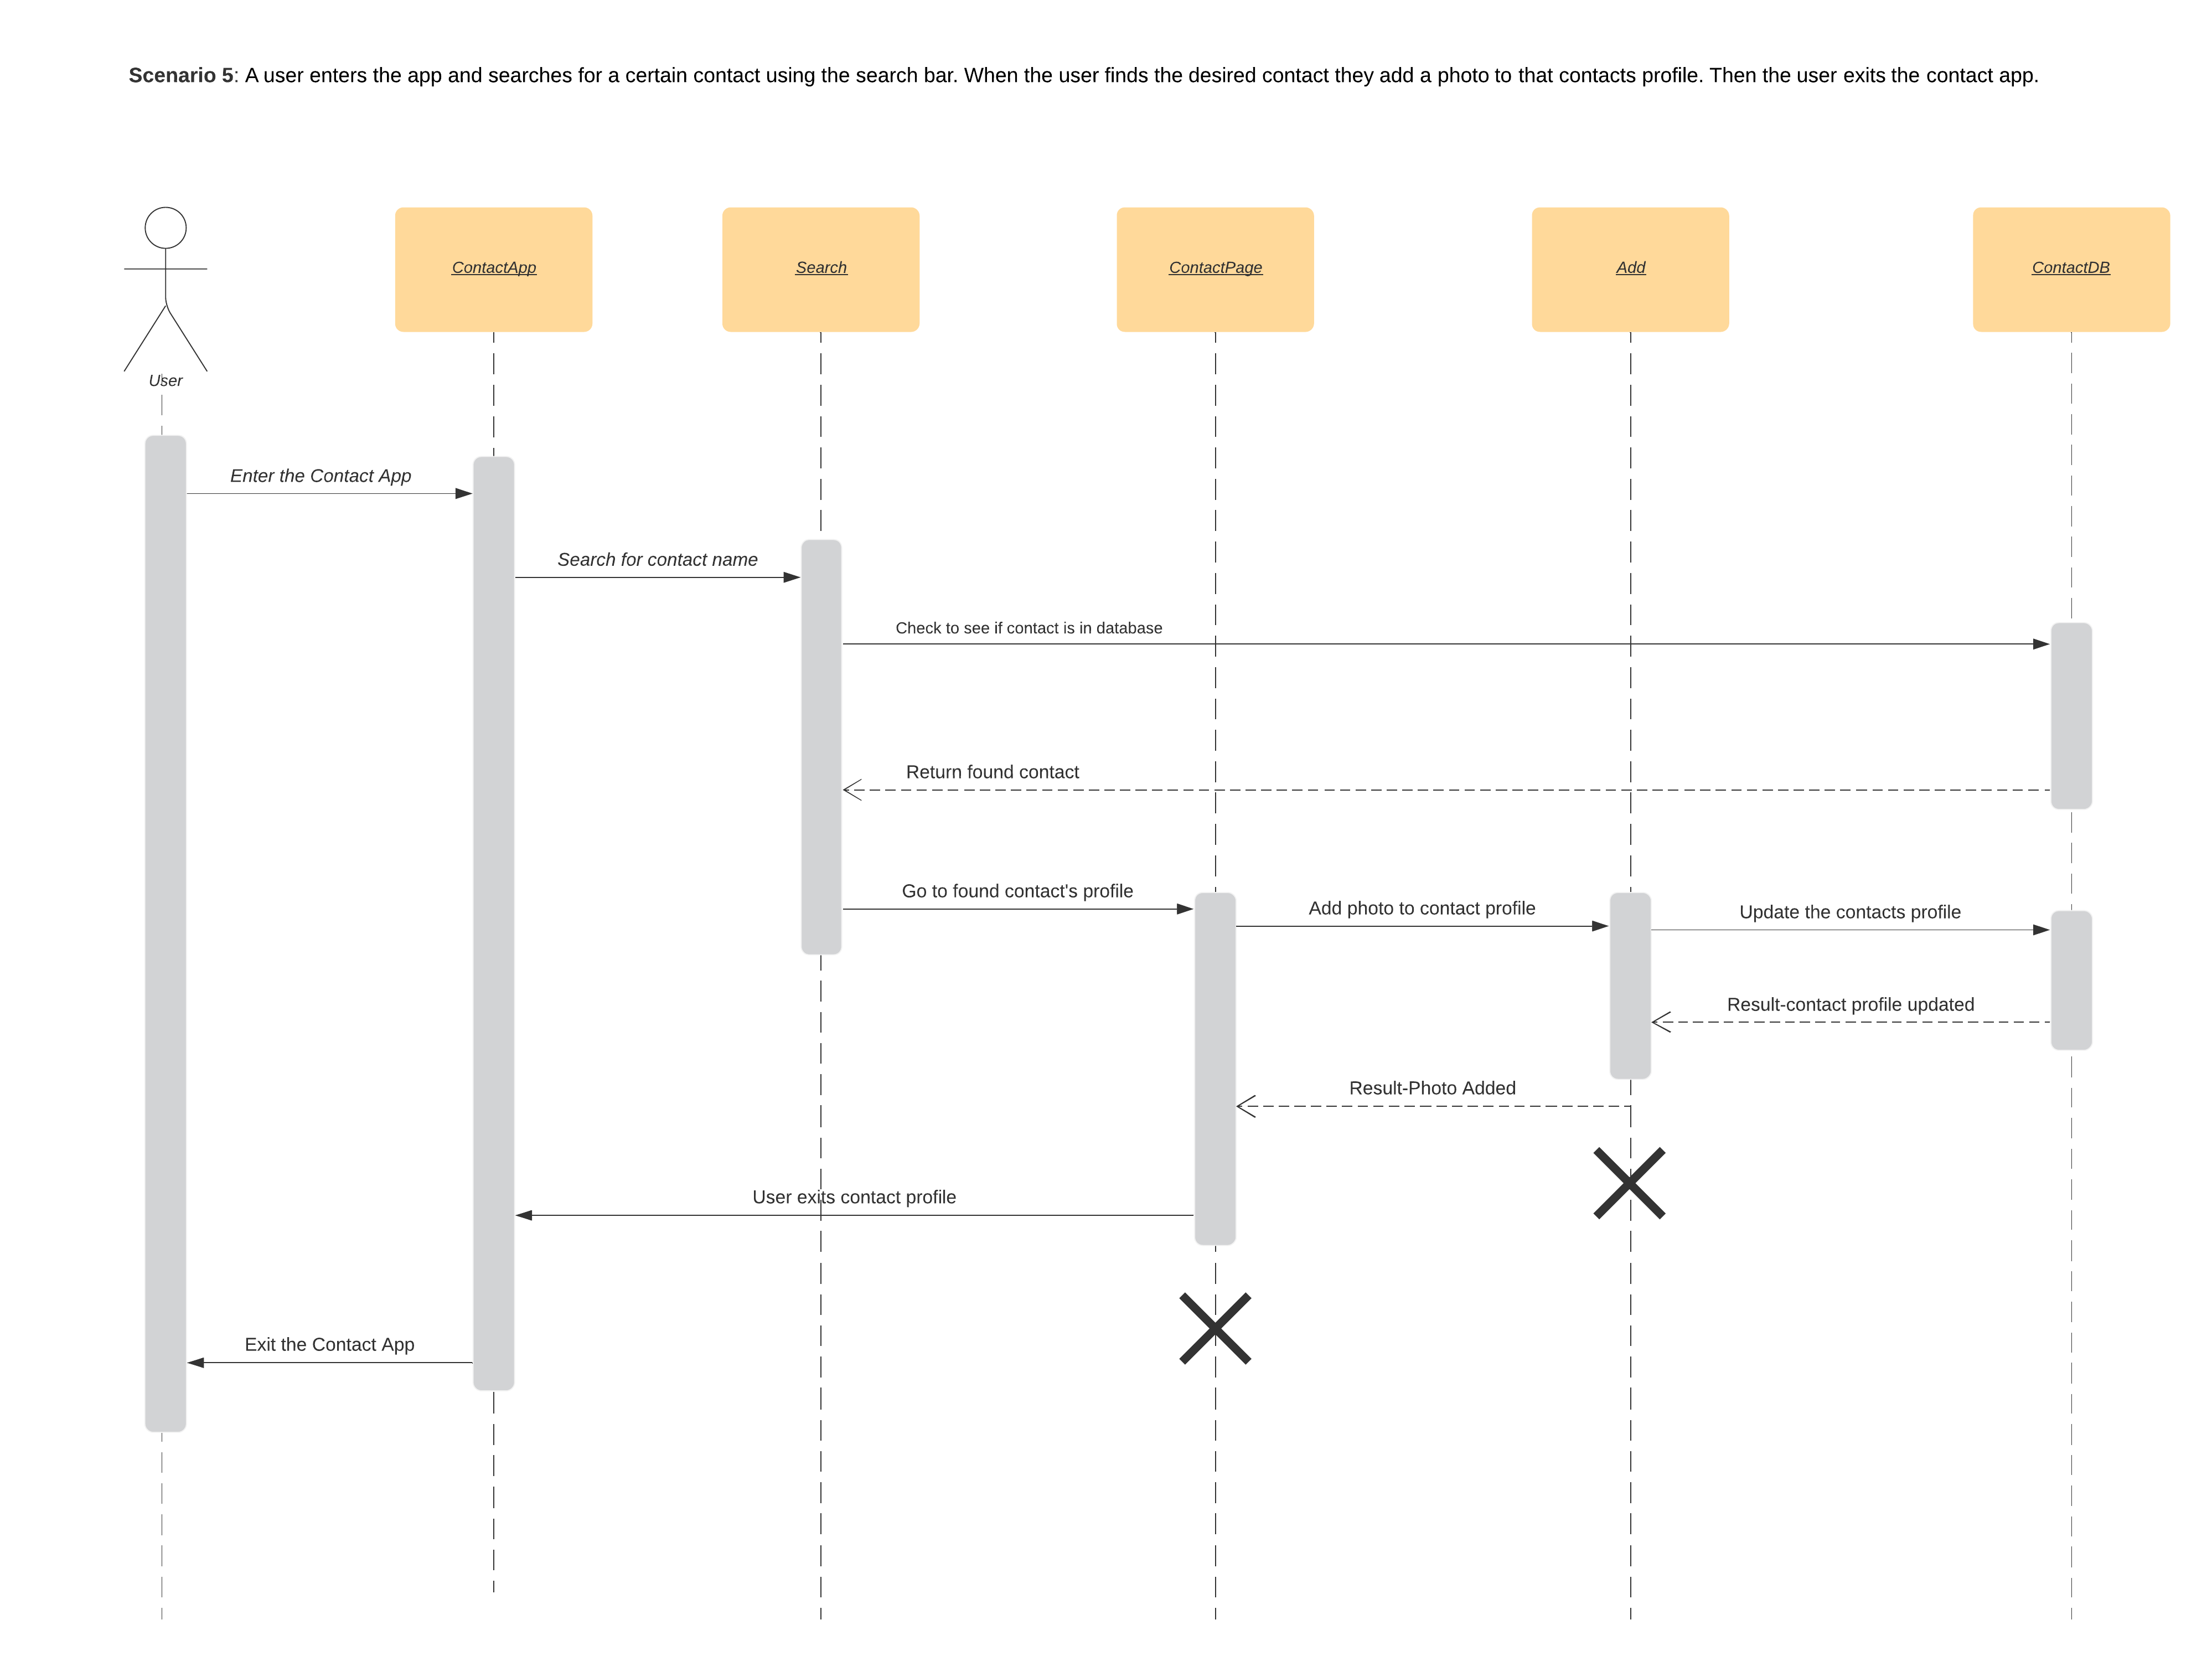 Scenario 5: A user enters the app and searches for a certain contact using the search bar. When the user finds the desired contact they add a photo to that contacts profile. Then the user exits the contact app.
ContactApp
Search
ContactPage
Add
ContactDB
User
Enter the Contact App
Search for contact name
Check to see if contact is in database
Return found contact
Go to found contact's profile
Add photo to contact profile
Update the contacts profile
Result-contact profile updated
Result-Photo Added
User exits contact profile
Exit the Contact App